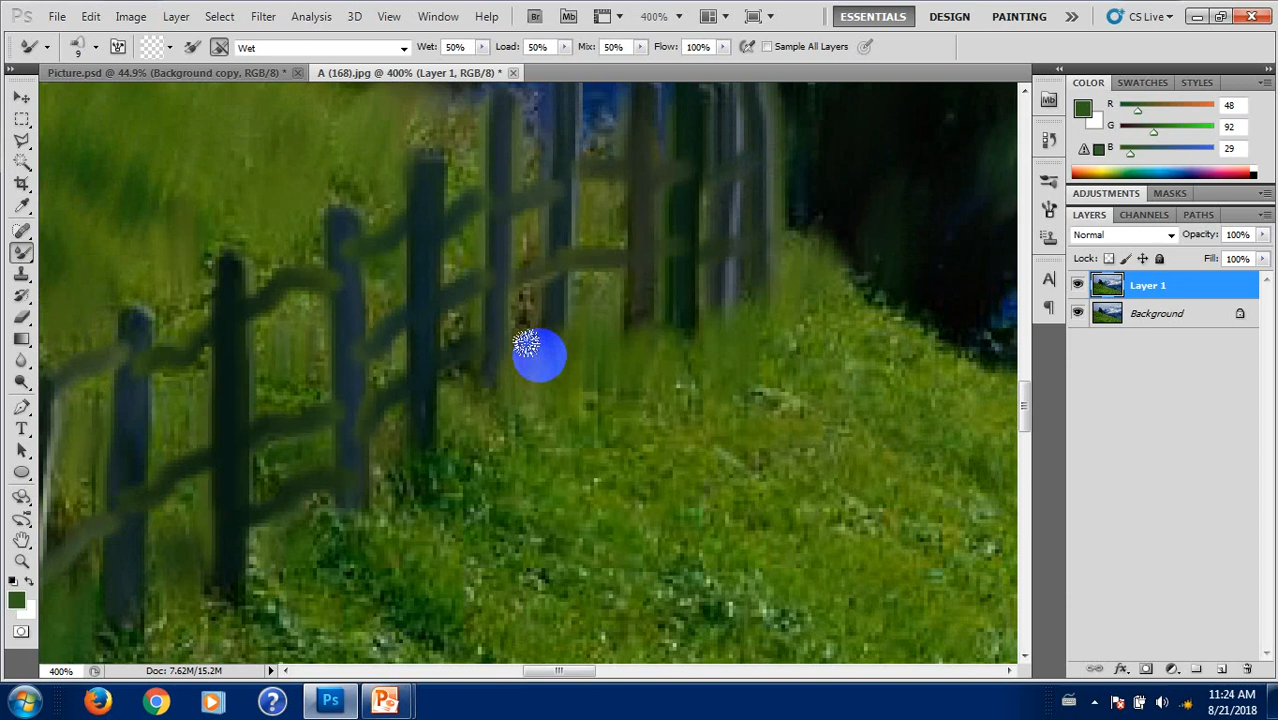 Ps File Edit Image Layer Select Filter Analysis 3D View Window Help Br Mb 400% ESSENTIALS DESIGN PAINTING CS Live
9 Wet Wet: 50% Load: 50% Mix: 50% Flow: 100% Sample All Layers
Picture.psd @ 44.9% (Background copy, RGB/8) * A (168).jpg @ 400% (Layer 1, RGB/8) *
COLOR SWATCHES STYLES
Mb
R 48
G 92
B 29
ADJUSTMENTS MASKS
LAYERS CHANNELS PATHS
Normal Opacity: 100%
Lock: Fill: 100%
Layer 1
Background
A
T
400% Doc: 7.62M/15.2M
Ps P
11:24 AM
8/21/2018